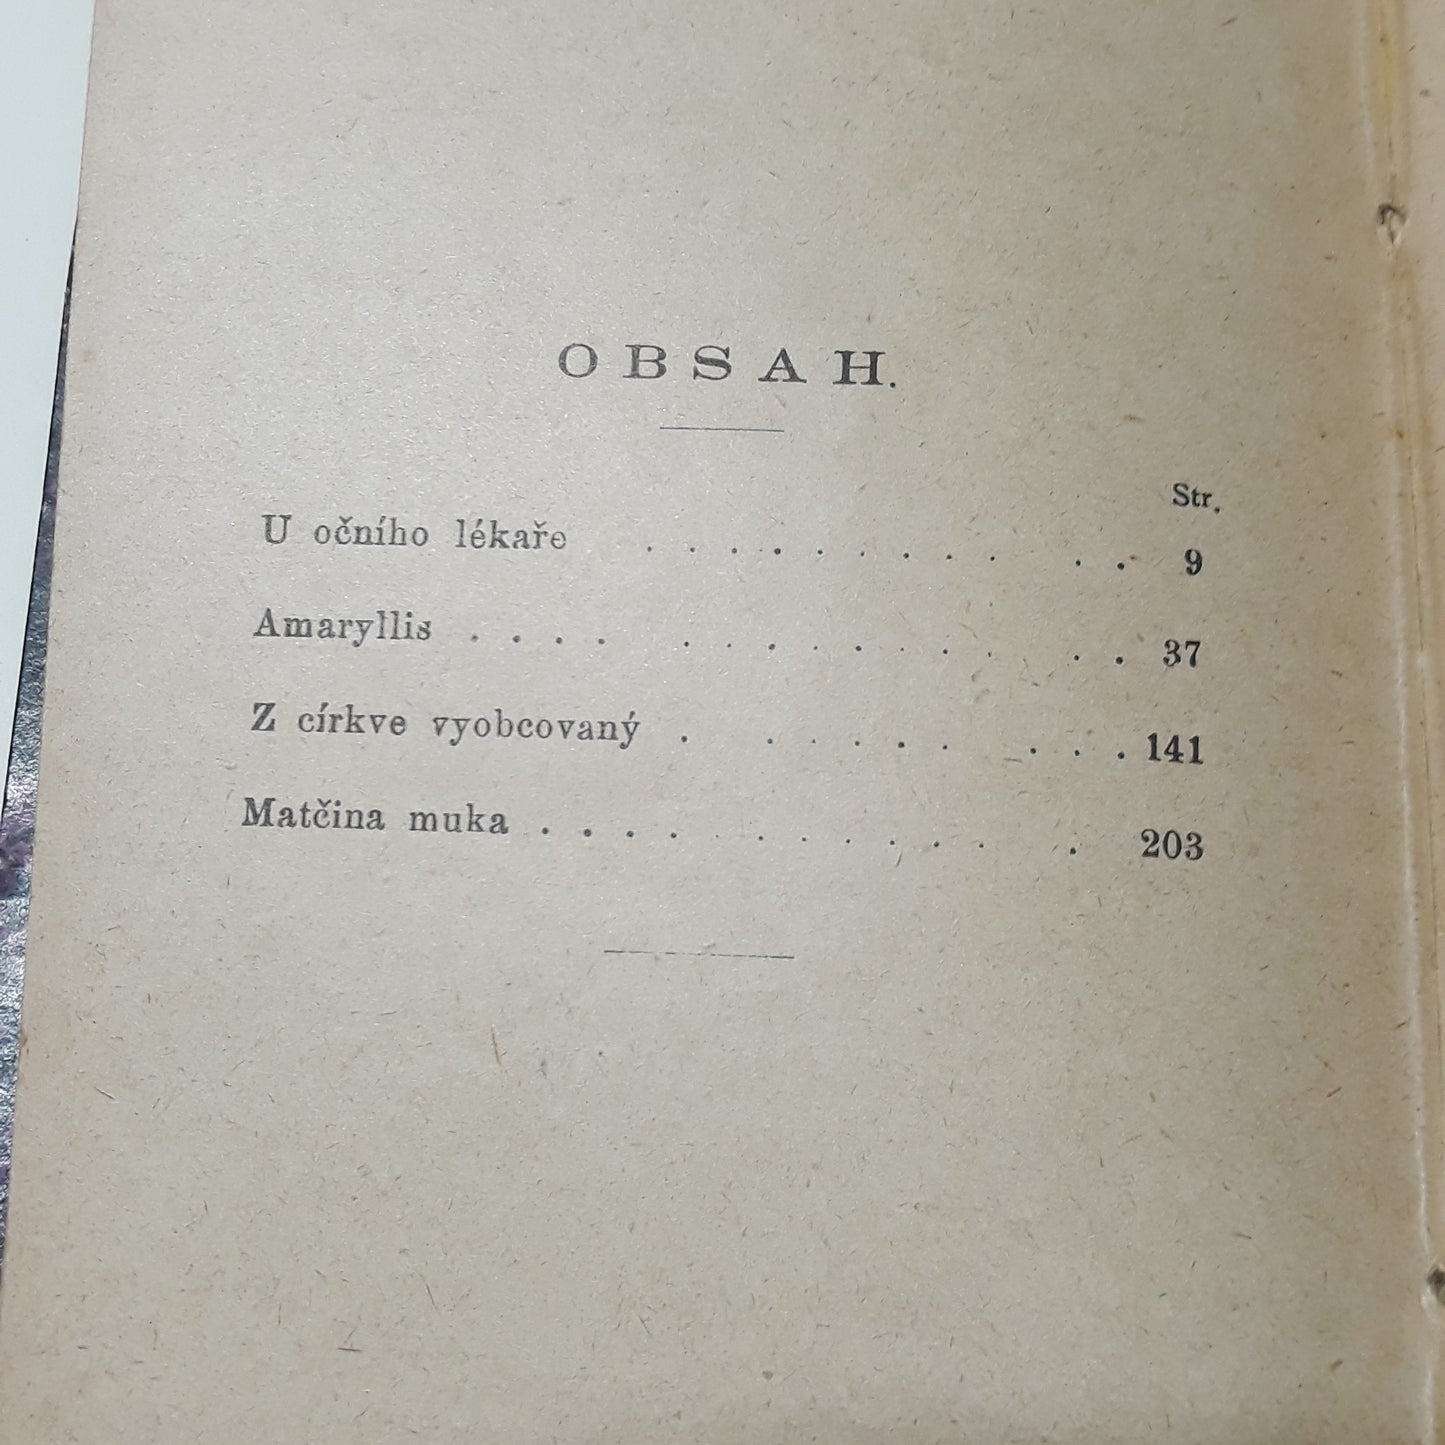 OBSAH.
Str.
U očního lékaře . . . . . . . . . . . 9
Amaryllis . . . . . . . . . . . . . . 37
Z církve vyobcovaný . . . . . . . . . 141
Matčina muka . . . . . . . . . . . 203